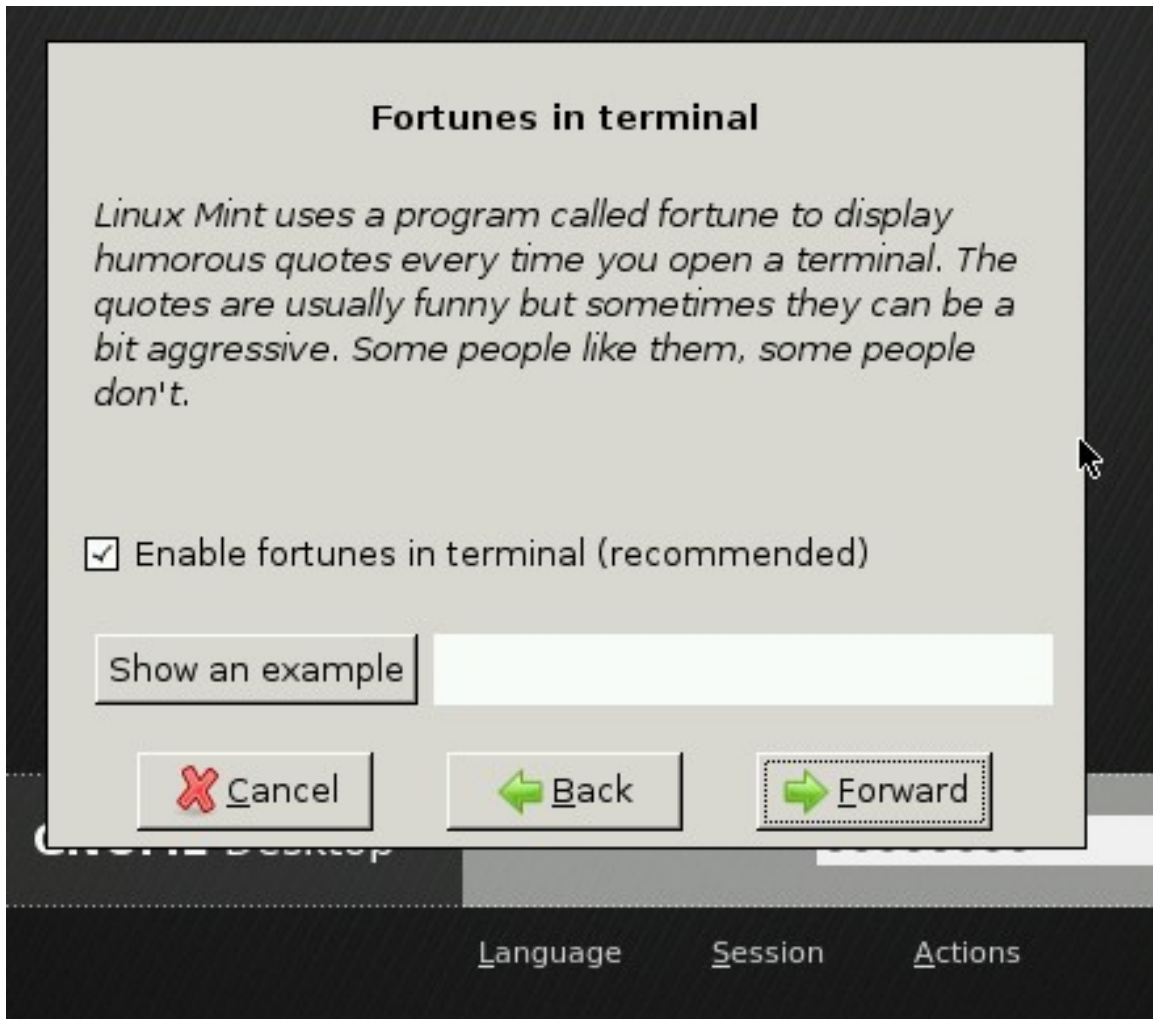 Fortunes in terminal
Linux Mint uses a program called fortune to display
humorous quotes every time you open a terminal. The
quotes are usually funny but sometimes they can be a
bit aggressive. Some people like them, some people
don't.
Enable fortunes in terminal (recommended)
Show an example
Cancel Back Forward
GNOME Desktop
Language Session Actions